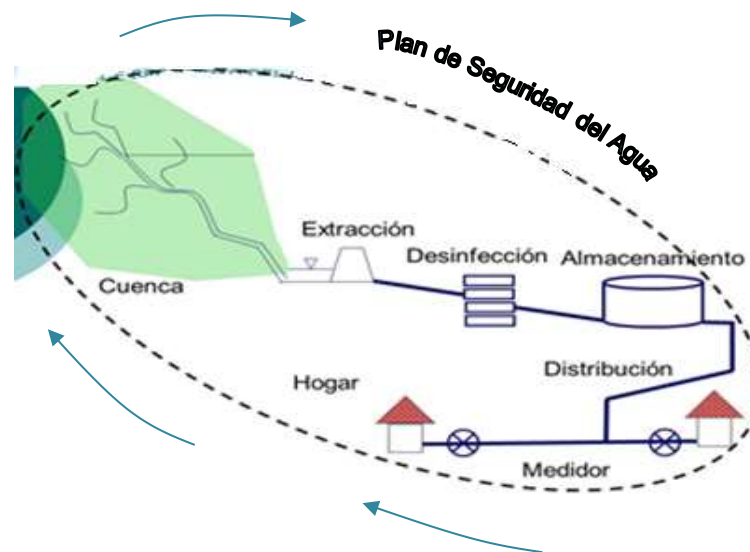 Plan de Seguridad del Agua
Extracción
Desinfección
Almacenamiento
Cuenca
Distribución
Hogar
Medidor